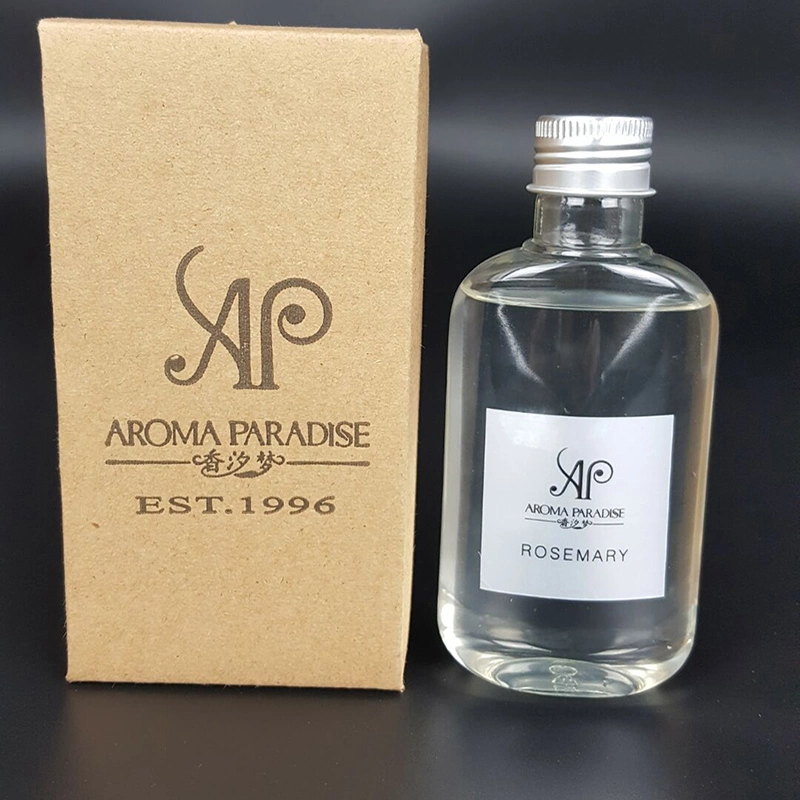 AP
AROMA PARADISE
香汐梦
EST.1996
AP
AROMA PARADISE
香汐梦
ROSEMARY